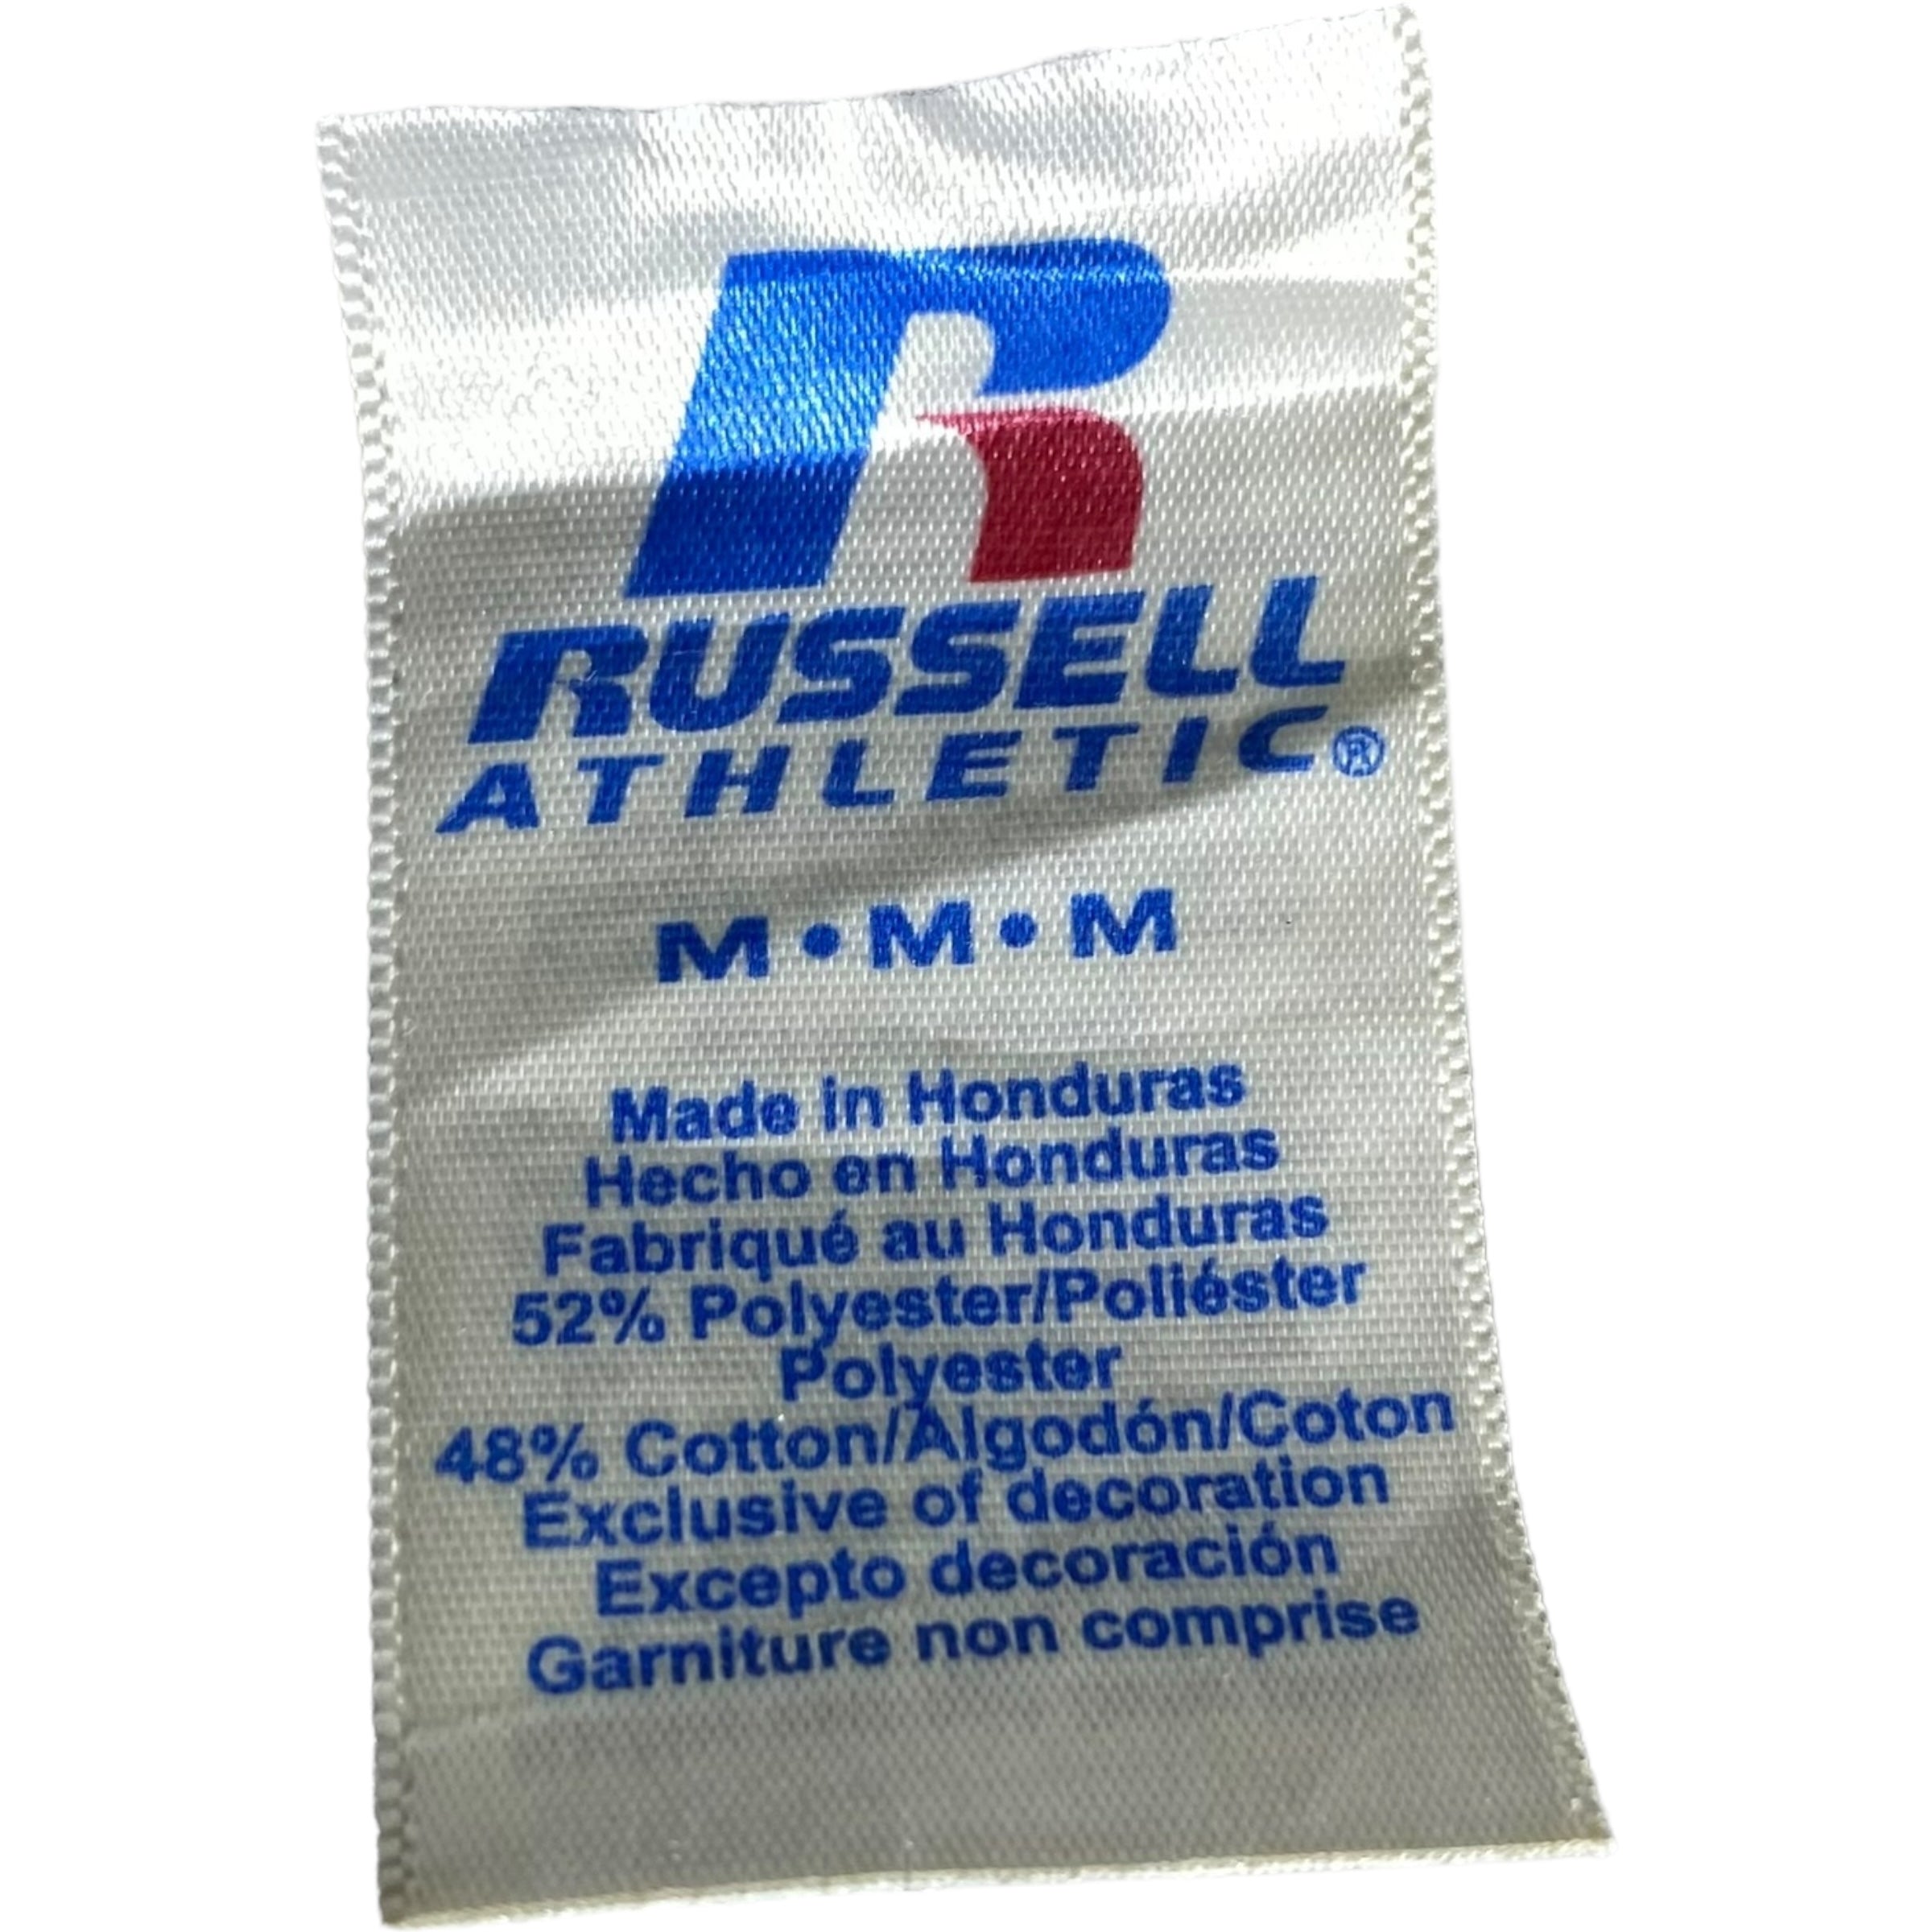 R
RUSSELL
ATHLETIC®
M•M•M
Made in Honduras
Hecho en Honduras
Fabriqué au Honduras
52% Polyester/Poliéster
Polyester
48% Cotton/Algodón/Coton
Exclusive of decoration
Excepto decoración
Garniture non comprise